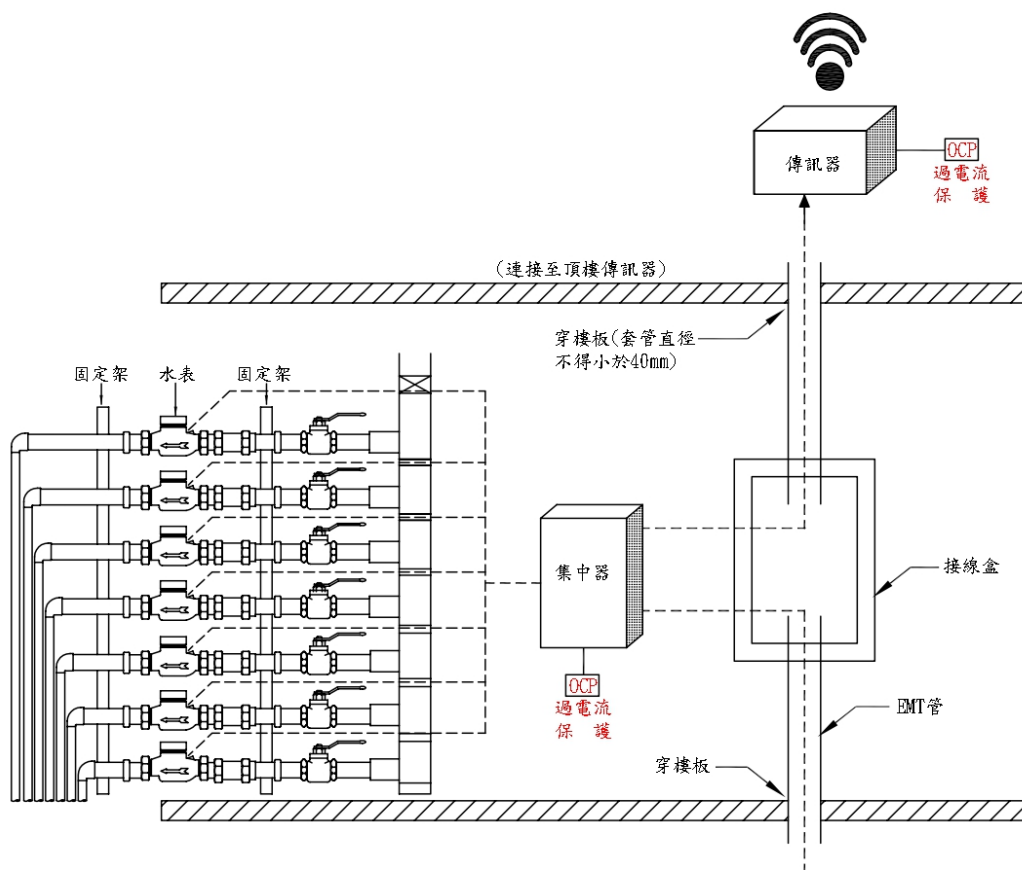 傳訊器
OCP
過電流
保 護
(連接至頂樓傳訊器)
穿樓板(套管直徑
不得小於40mm)
固定架
水表
固定架
集中器
接線盒
OCP
過電流
保 護
EMT管
穿樓板